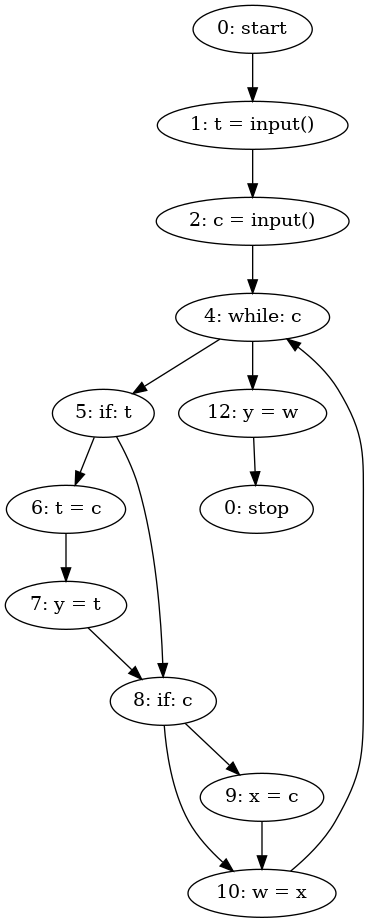 0: start
1: t = input()
2: c = input()
4: while: c
5: if: t
12: y = w
6: t = c
0: stop
7: y = t
8: if: c
9: x = c
10: w = x